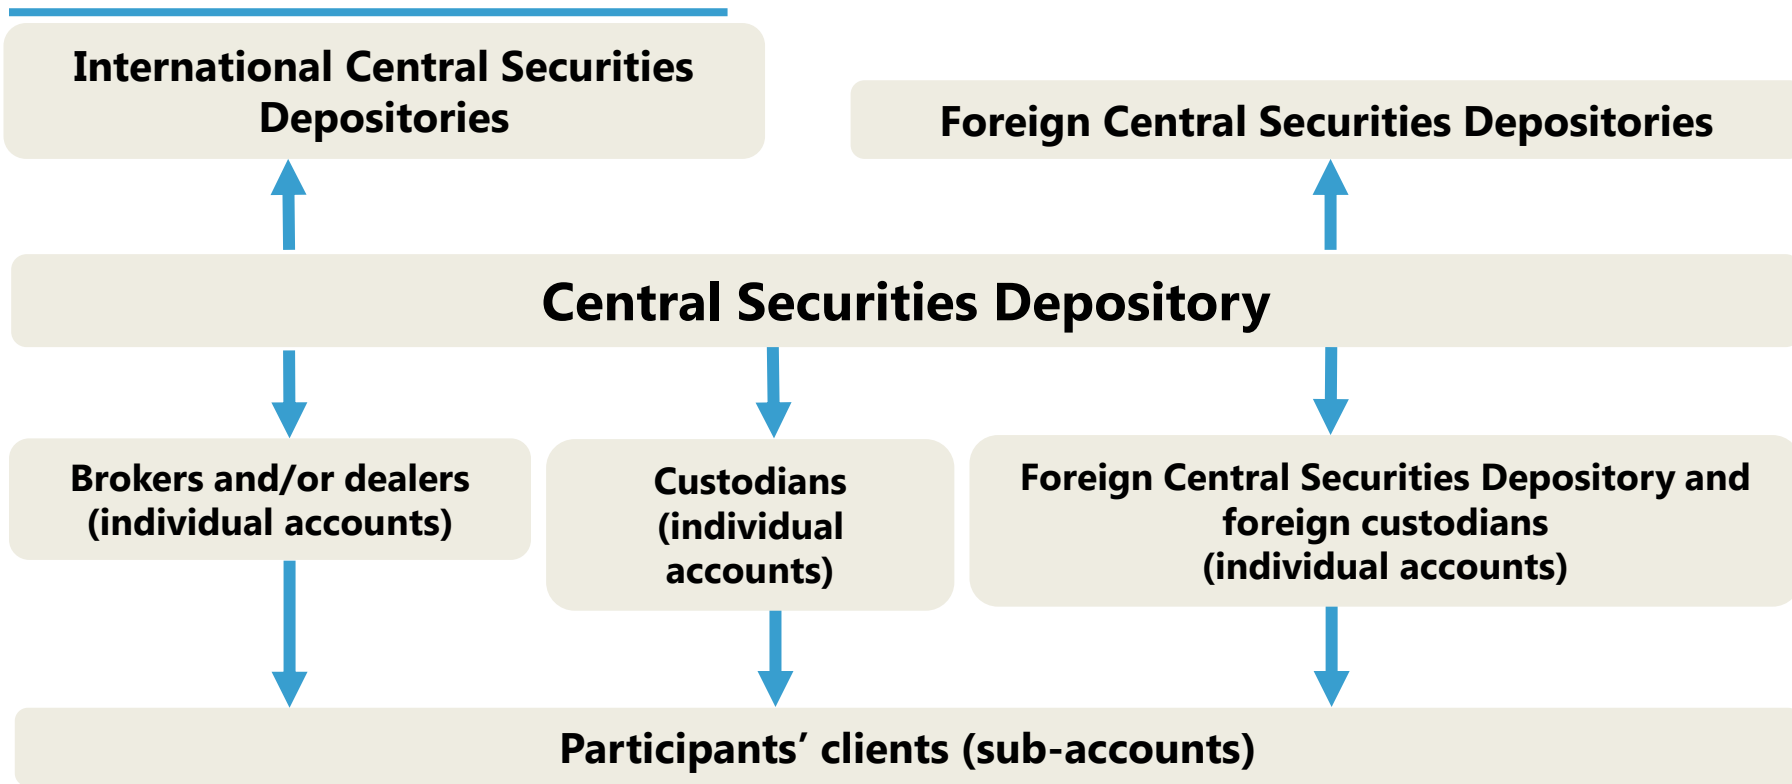 International Central Securities
Depositories
Foreign Central Securities Depositories
Central Securities Depository
Brokers and/or dealers
(individual accounts)
Custodians
(individual
accounts)
Foreign Central Securities Depository and
foreign custodians
(individual accounts)
Participants’ clients (sub-accounts)